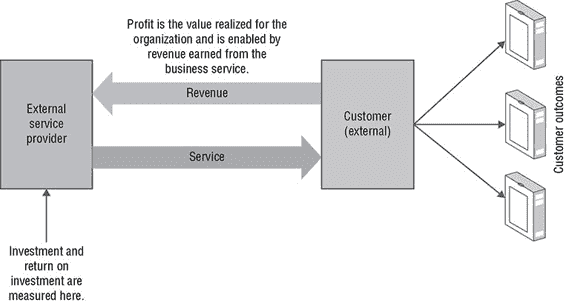 Profit is the value realized for the
organization and is enabled by
revenue earned from the
business service.
Revenue
External
service
provider
Customer
(external)
Service
Customer outcomes
Investment and
return on
investment are
measured here.